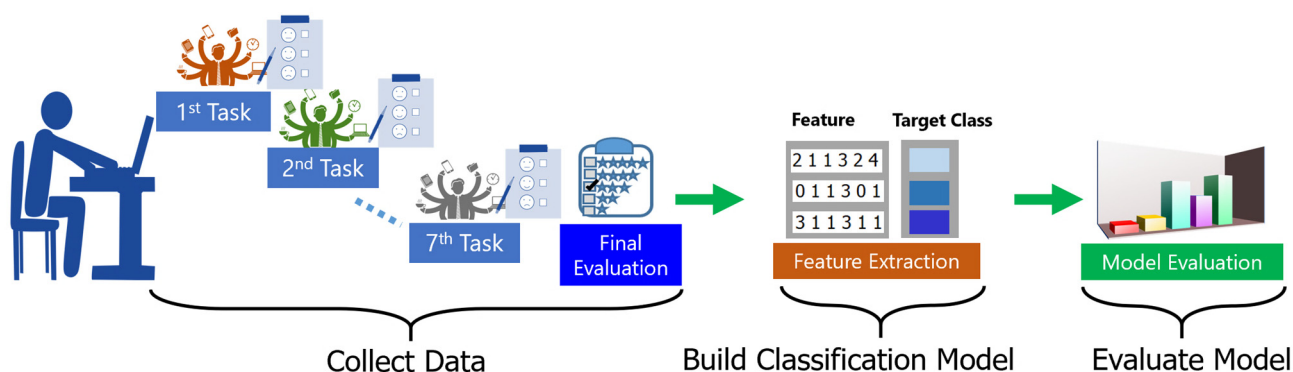 1st Task
2nd Task
7th Task
Final
Evaluation
Feature Target Class
2 1 1 3 2 4
0 1 1 3 0 1
3 1 1 3 1 1
Feature Extraction
Model Evaluation
Collect Data
Build Classification Model
Evaluate Model